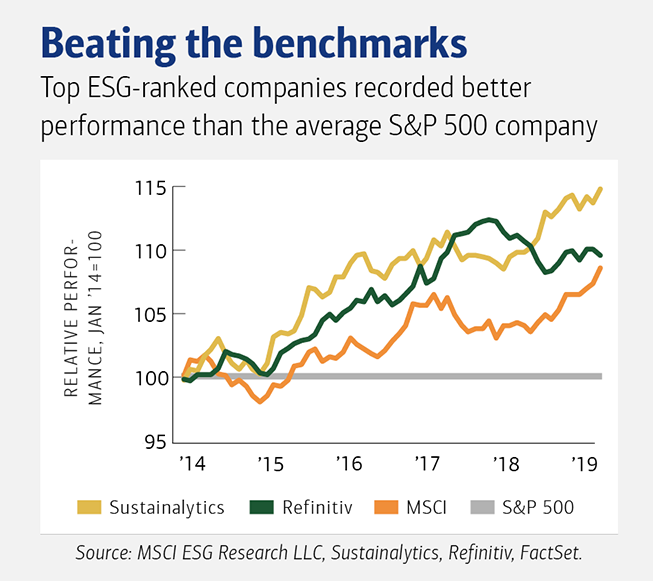 Beating the benchmarks
Top ESG-ranked companies recorded better
performance than the average S&P 500 company
RELATIVE PERFOR-
MANCE, JAN '14=100
115
110
105
100
95
’14
’15
’16
’17
’18
’19
Sustainalytics
Refinitiv
MSCI
S&P 500
Source: MSCI ESG Research LLC, Sustainalytics, Refinitiv, FactSet.